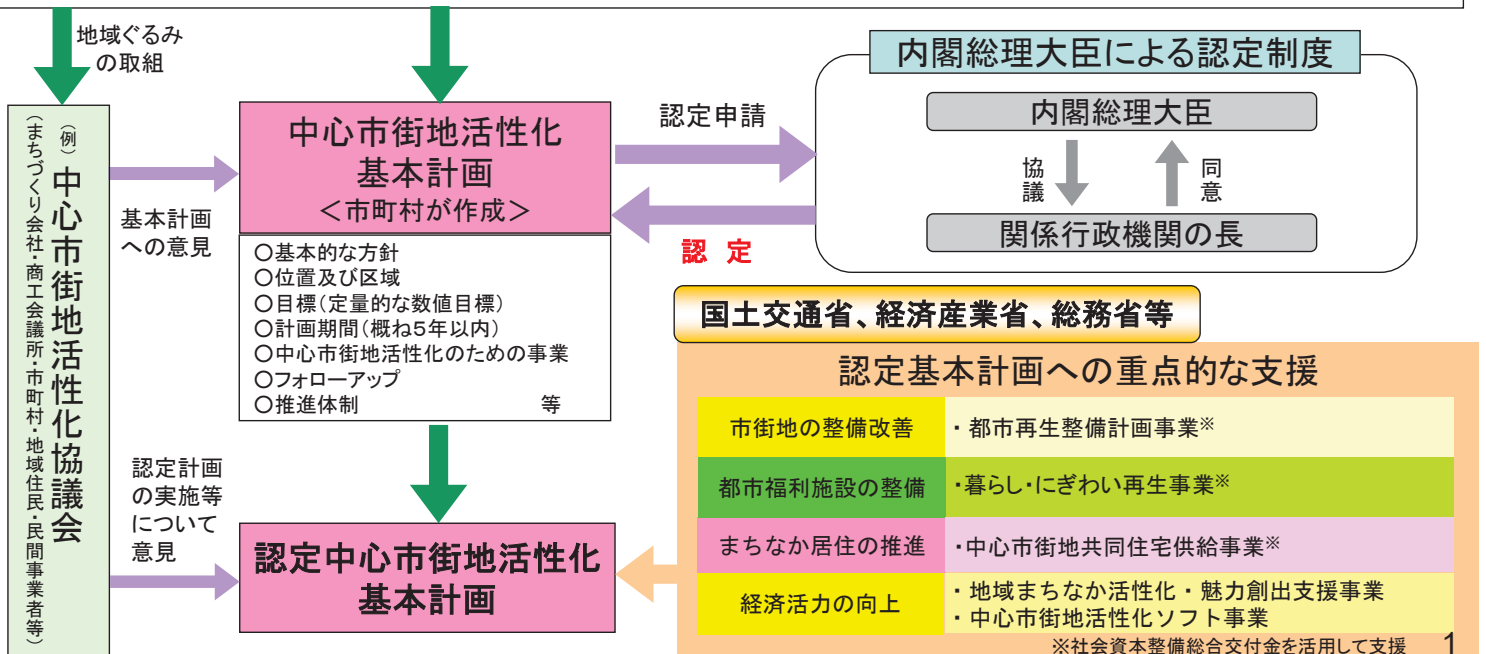 地域ぐるみ
の取組
(例)中心市街地活性化協議会
(まちづくり会社・商工会議所・市町村・地域住民・民間事業者等)
基本計画
への意見
認定計画
の実施等
について
意見
中心市街地活性化
基本計画
＜市町村が作成＞
○基本的な方針
○位置及び区域
○目標(定量的な数値目標)
○計画期間(概ね5年以内)
○中心市街地活性化のための事業
○フォローアップ
○推進体制 等
認定中心市街地活性化
基本計画
認定申請
認 定
内閣総理大臣による認定制度
内閣総理大臣
協議
同意
関係行政機関の長
国土交通省、経済産業省、総務省等
認定基本計画への重点的な支援
市街地の整備改善 ・都市再生整備計画事業※
都市福利施設の整備 ・暮らし・にぎわい再生事業※
まちなか居住の推進 ・中心市街地共同住宅供給事業※
経済活力の向上 ・地域まちなか活性化・魅力創出支援事業
・中心市街地活性化ソフト事業
※社会資本整備総合交付金を活用して支援 1